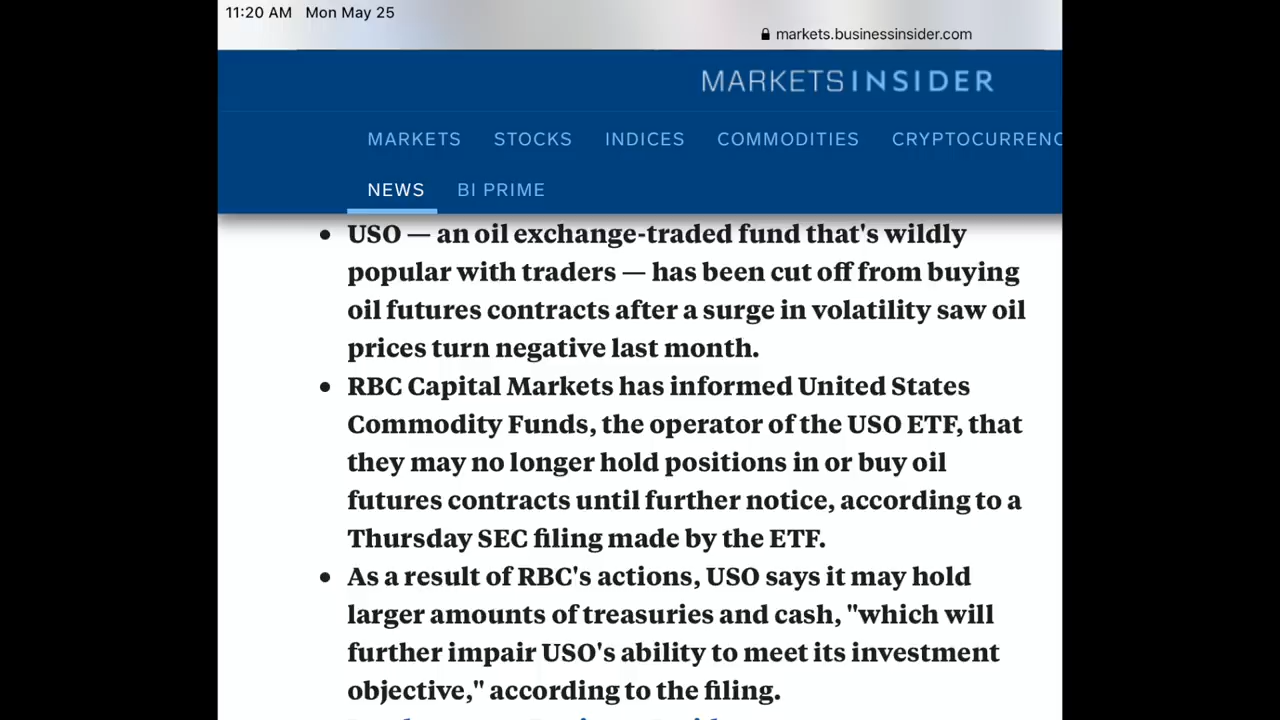 11:20 AM Mon May 25
markets.businessinsider.com
MARKETSINSIDER
MARKETS STOCKS INDICES COMMODITIES CRYPTOCURRENC
NEWS BI PRIME
• USO — an oil exchange-traded fund that's wildly
popular with traders — has been cut off from buying
oil futures contracts after a surge in volatility saw oil
prices turn negative last month.
• RBC Capital Markets has informed United States
Commodity Funds, the operator of the USO ETF, that
they may no longer hold positions in or buy oil
futures contracts until further notice, according to a
Thursday SEC filing made by the ETF.
• As a result of RBC's actions, USO says it may hold
larger amounts of treasuries and cash, "which will
further impair USO's ability to meet its investment
objective," according to the filing.